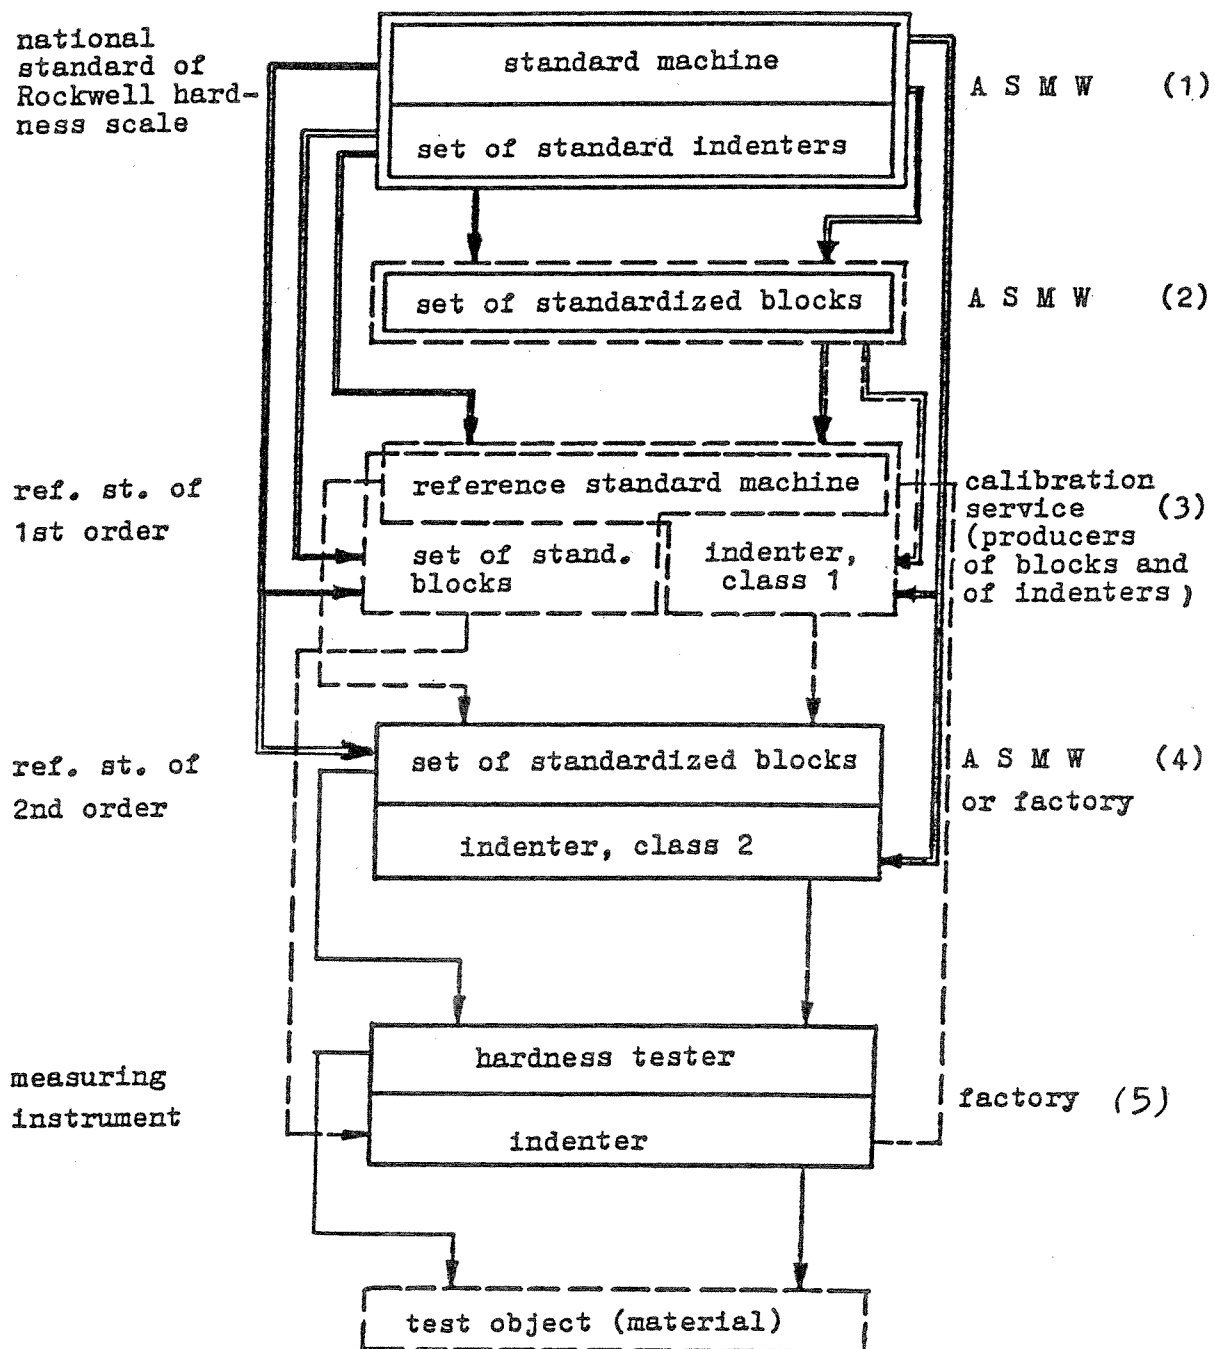 national
standard of
Rockwell hard-
ness scale
standard machine
set of standard indenters
A S M W (1)
set of standardized blocks
A S M W (2)
ref. st. of
1st order
reference standard machine
set of stand.
blocks
indenter,
class 1
calibration
service (3)
(producers
of blocks and
of indenters)
ref. st. of
2nd order
set of standardized blocks
indenter, class 2
A S M W (4)
or factory
measuring
instrument
hardness tester
indenter
factory (5)
test object (material)